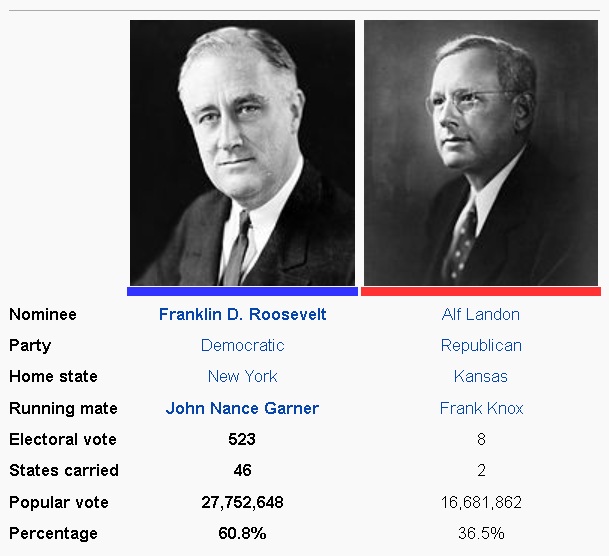 Nominee Franklin D. Roosevelt Alf Landon
Party Democratic Republican
Home state New York Kansas
Running mate John Nance Garner Frank Knox
Electoral vote 523 8
States carried 46 2
Popular vote 27,752,648 16,681,862
Percentage 60.8% 36.5%